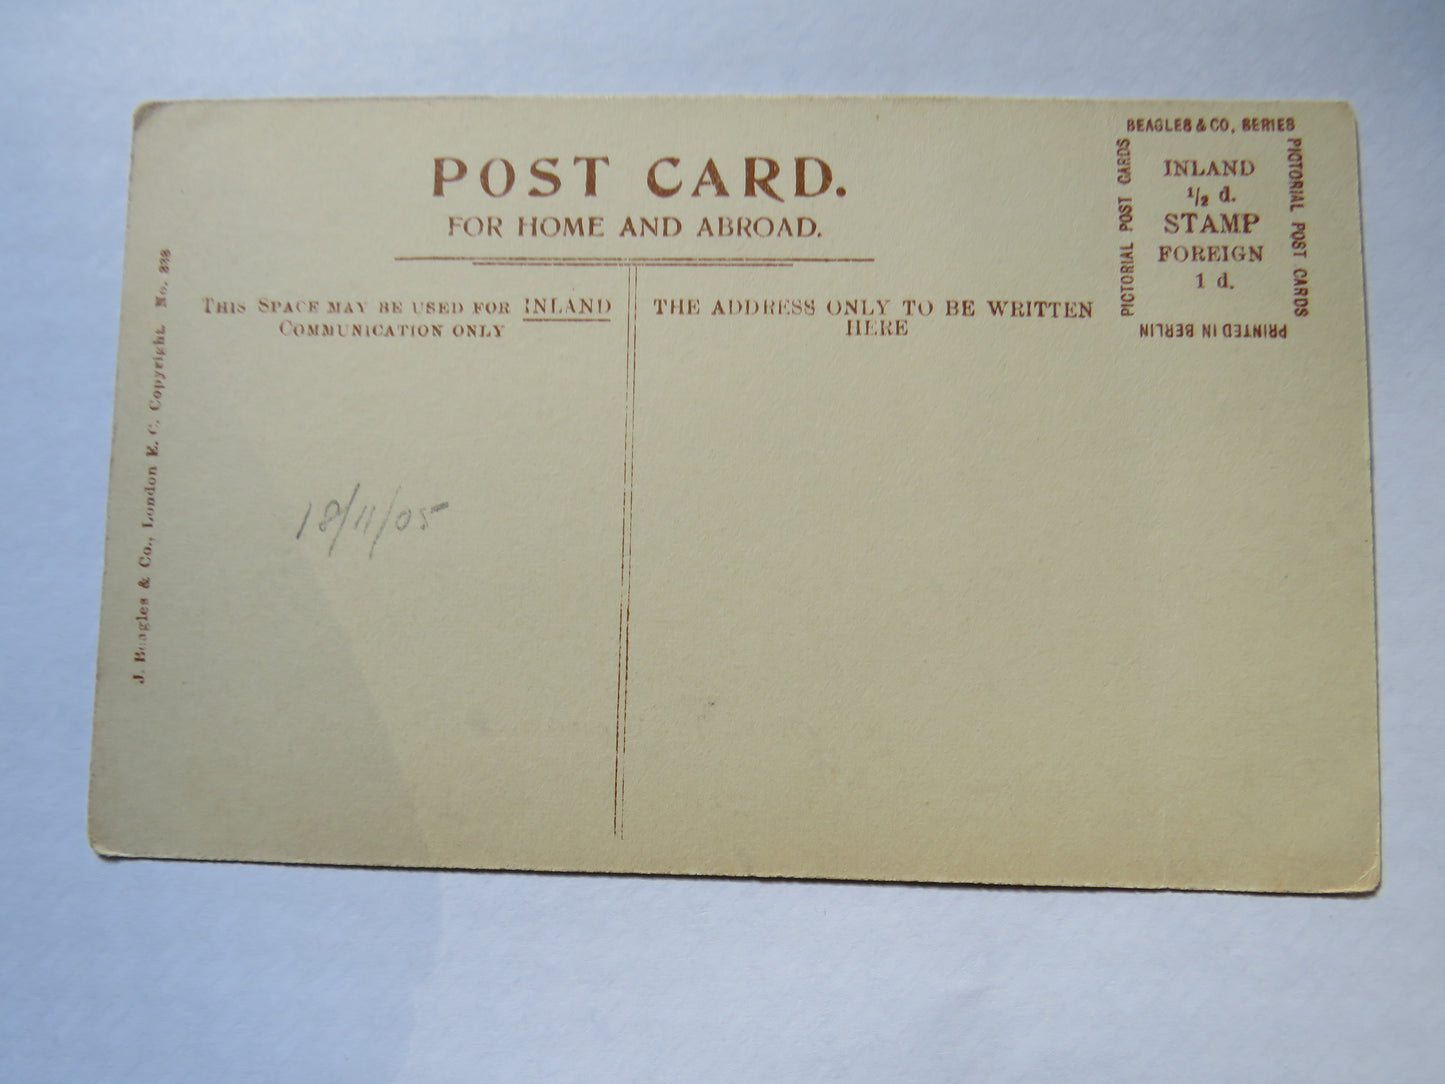 POST CARD.
FOR HOME AND ABROAD.
THIS SPACE MAY BE USED FOR INLAND
COMMUNICATION ONLY
THE ADDRESS ONLY TO BE WRITTEN
HERE
BEAGLES & CO, SERIES
PICTORIAL POST CARDS
INLAND
1/2 d.
STAMP
FOREIGN
1 d.
PICTORIAL POST CARDS
PRINTED IN BERLIN
J. Beagles & Co., London E. C. Copyright. No.
18/11/05